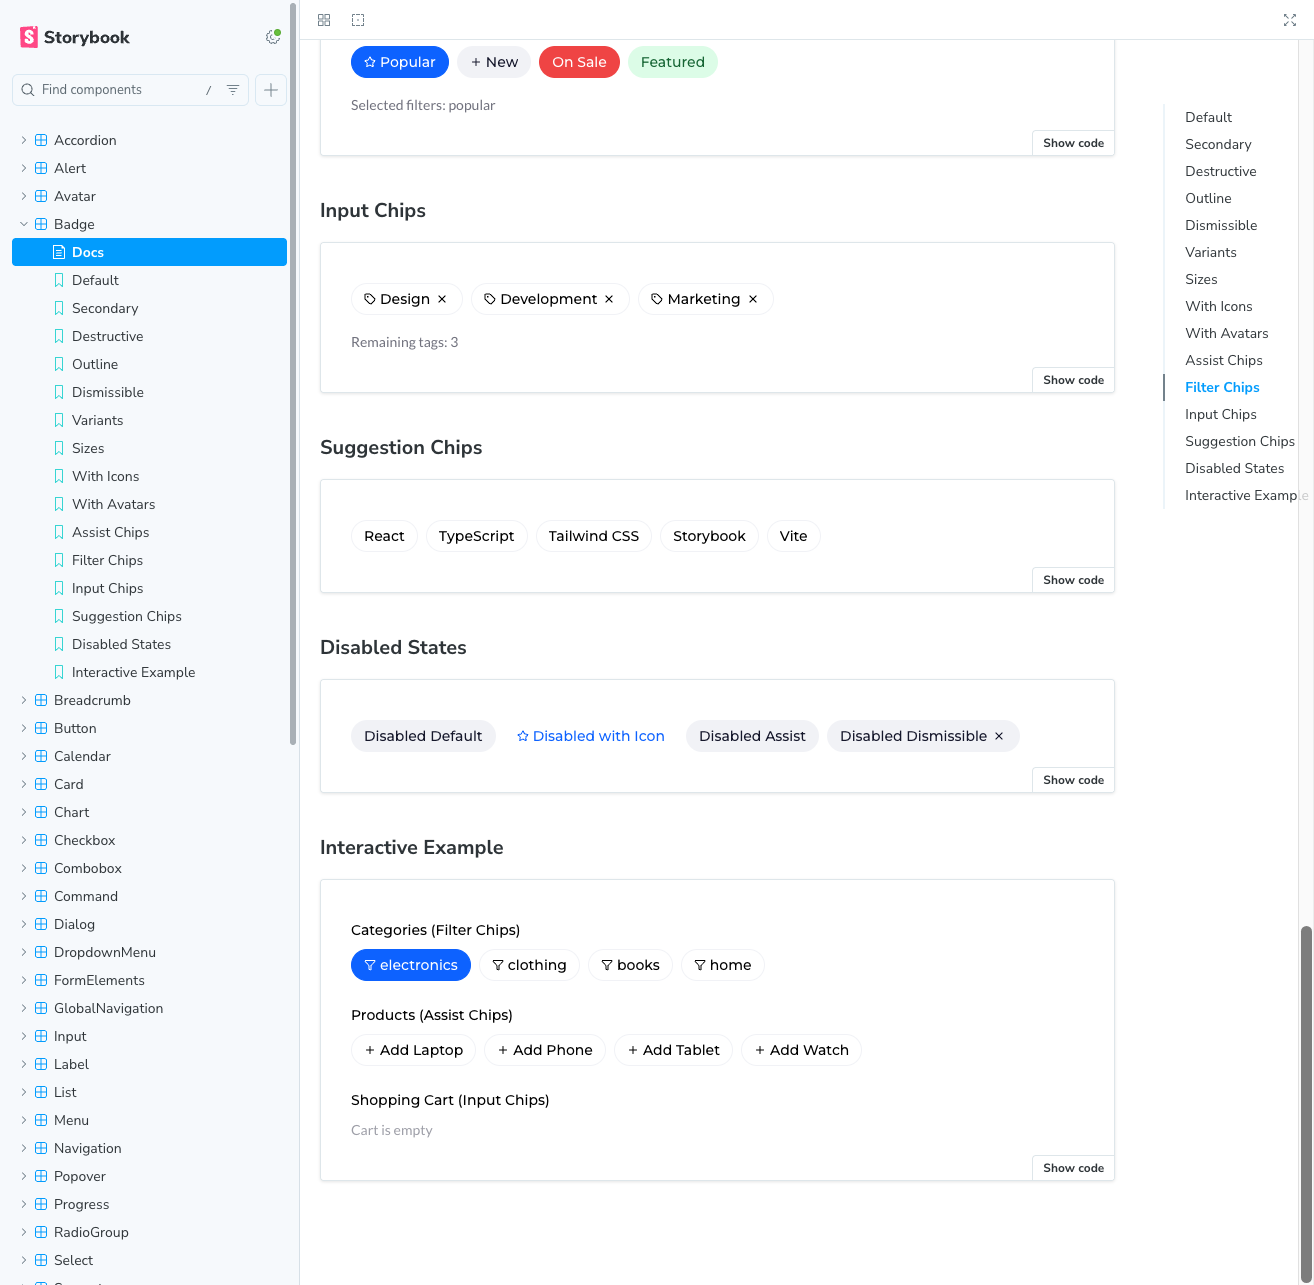 Storybook
Find components
/
Accordion
Alert
Avatar
Badge
Docs
Default
Secondary
Destructive
Outline
Dismissible
Variants
Sizes
With Icons
With Avatars
Assist Chips
Filter Chips
Input Chips
Suggestion Chips
Disabled States
Interactive Example
Breadcrumb
Button
Calendar
Card
Chart
Checkbox
Combobox
Command
Dialog
DropdownMenu
FormElements
GlobalNavigation
Input
Label
List
Menu
Navigation
Popover
Progress
RadioGroup
Select
Popular + New On Sale Featured
Selected filters: popular
Show code
Input Chips
Design × Development × Marketing ×
Remaining tags: 3
Show code
Suggestion Chips
React TypeScript Tailwind CSS Storybook Vite
Show code
Disabled States
Disabled Default Disabled with Icon Disabled Assist Disabled Dismissible ×
Show code
Interactive Example
Categories (Filter Chips)
electronics clothing books home
Products (Assist Chips)
+ Add Laptop + Add Phone + Add Tablet + Add Watch
Shopping Cart (Input Chips)
Cart is empty
Show code
Default
Secondary
Destructive
Outline
Dismissible
Variants
Sizes
With Icons
With Avatars
Assist Chips
Filter Chips
Input Chips
Suggestion Chips
Disabled States
Interactive Example